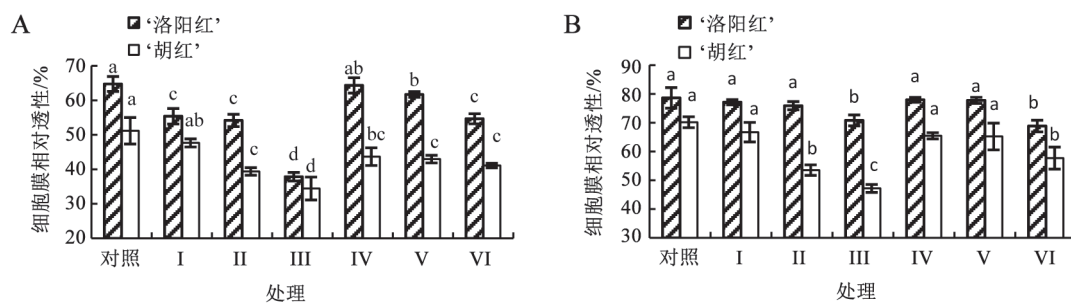 A
‘洛阳红’
‘胡红’
细胞膜相对透性/%
70
60
50
40
30
20
a a c ab c c d d ab bc b c c c
对照 I II III IV V VI
处理
B
‘洛阳红’
‘胡红’
细胞膜相对透性/%
90
80
70
60
50
40
30
a a a a a b b c a a a a b b
对照 I II III IV V VI
处理